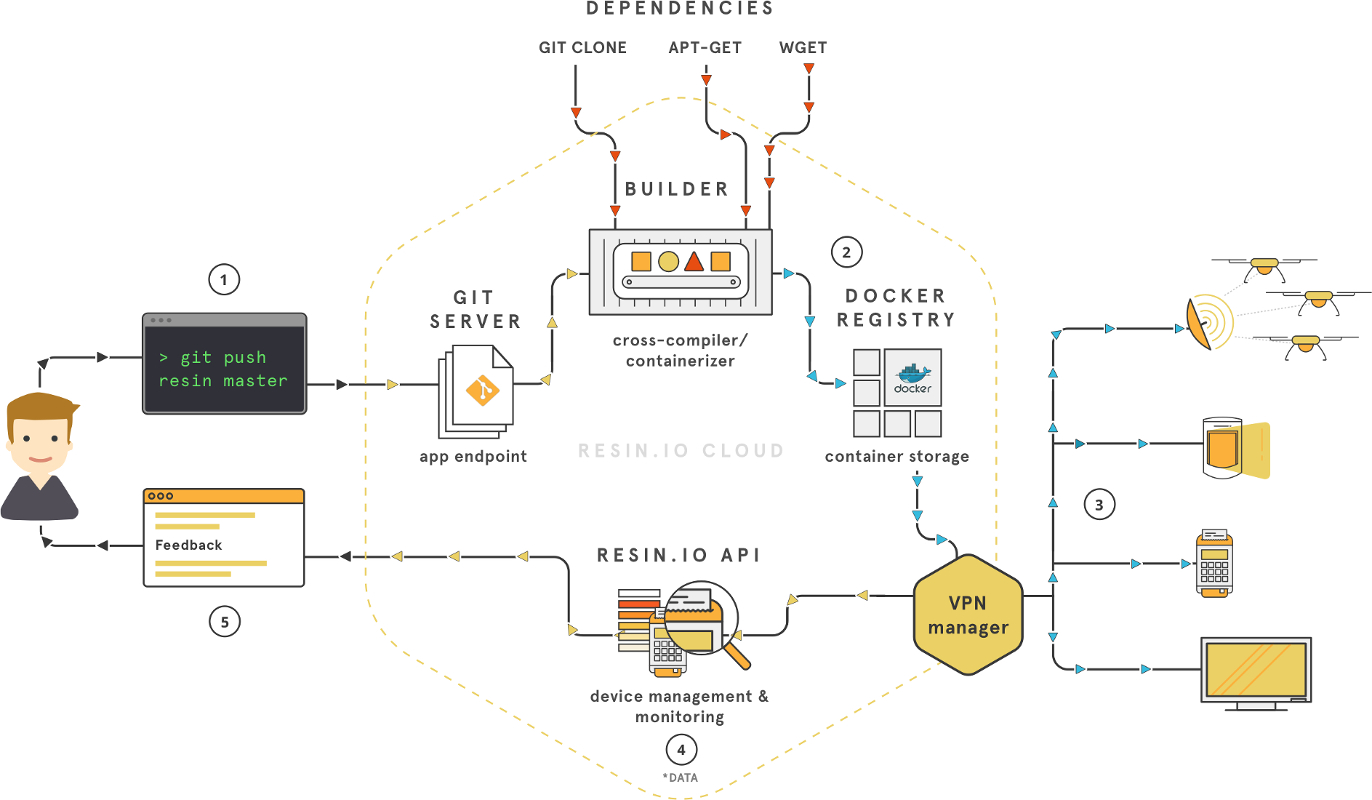 DEPENDENCIES
GIT CLONE
APT-GET
WGET
BUILDER
1
2
GIT
SERVER
DOCKER
REGISTRY
> git push
resin master
cross-compiler/
containerizer
docker
app endpoint
RESIN.IO CLOUD
container storage
3
Feedback
RESIN.IO API
VPN
manager
5
device management &
monitoring
4
*DATA